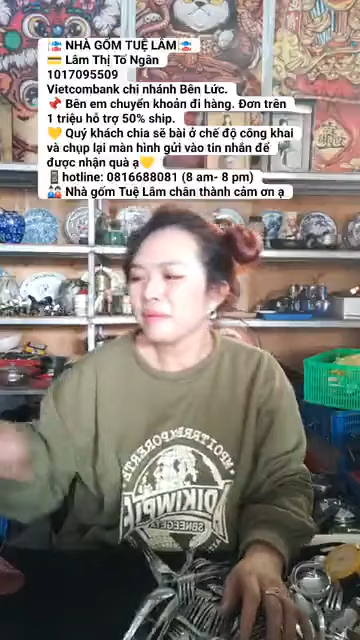 🎏 NHÀ GỐM TUỆ LÂM🎏
💳 Lâm Thị Tố Ngân
1017095509
Vietcombank chi nhánh Bên Lức.
📌 Bên em chuyển khoản đi hàng. Đơn trên
1 triệu hỗ trợ 50% ship.
💛 Quý khách chia sẽ bài ở chế độ công khai
và chụp lại màn hình gửi vào tin nhắn để
được nhận quà ạ💛
📱hotline: 0816688081 (8 am- 8 pm)
🎎 Nhà gốm Tuệ Lâm chân thành cảm ơn ạ